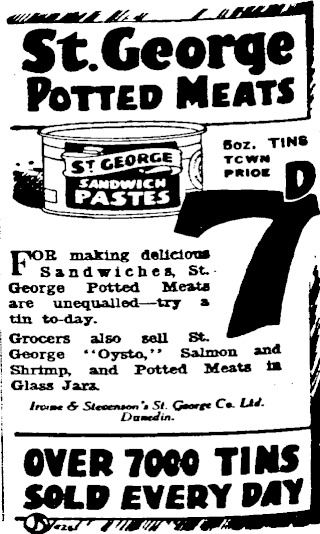 St. George
POTTED MEATS
ST GEORGE
SANDWICH
PASTES
5oz. TINS
TOWN
PRICE
7D
FOR making delicious
Sandwiches, St.
George Potted Meats
are unequalled—try a
tin to-day.
Grocers also sell St.
George "Oysto," Salmon and
Shrimp, and Potted Meats in
Glass Jars.
Irvine & Stevenson's St. George Co. Ltd.
Dunedin.
OVER 7000 TINS
SOLD EVERY DAY